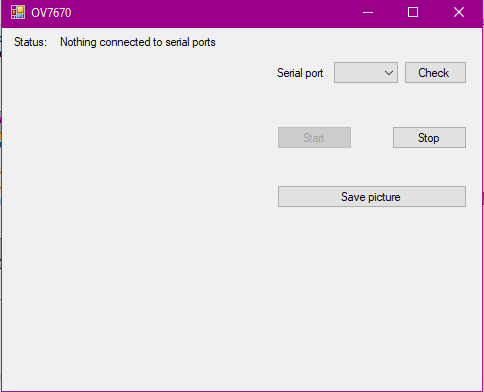 OV7670
Status: Nothing connected to serial ports
Serial port Check
Start Stop
Save picture